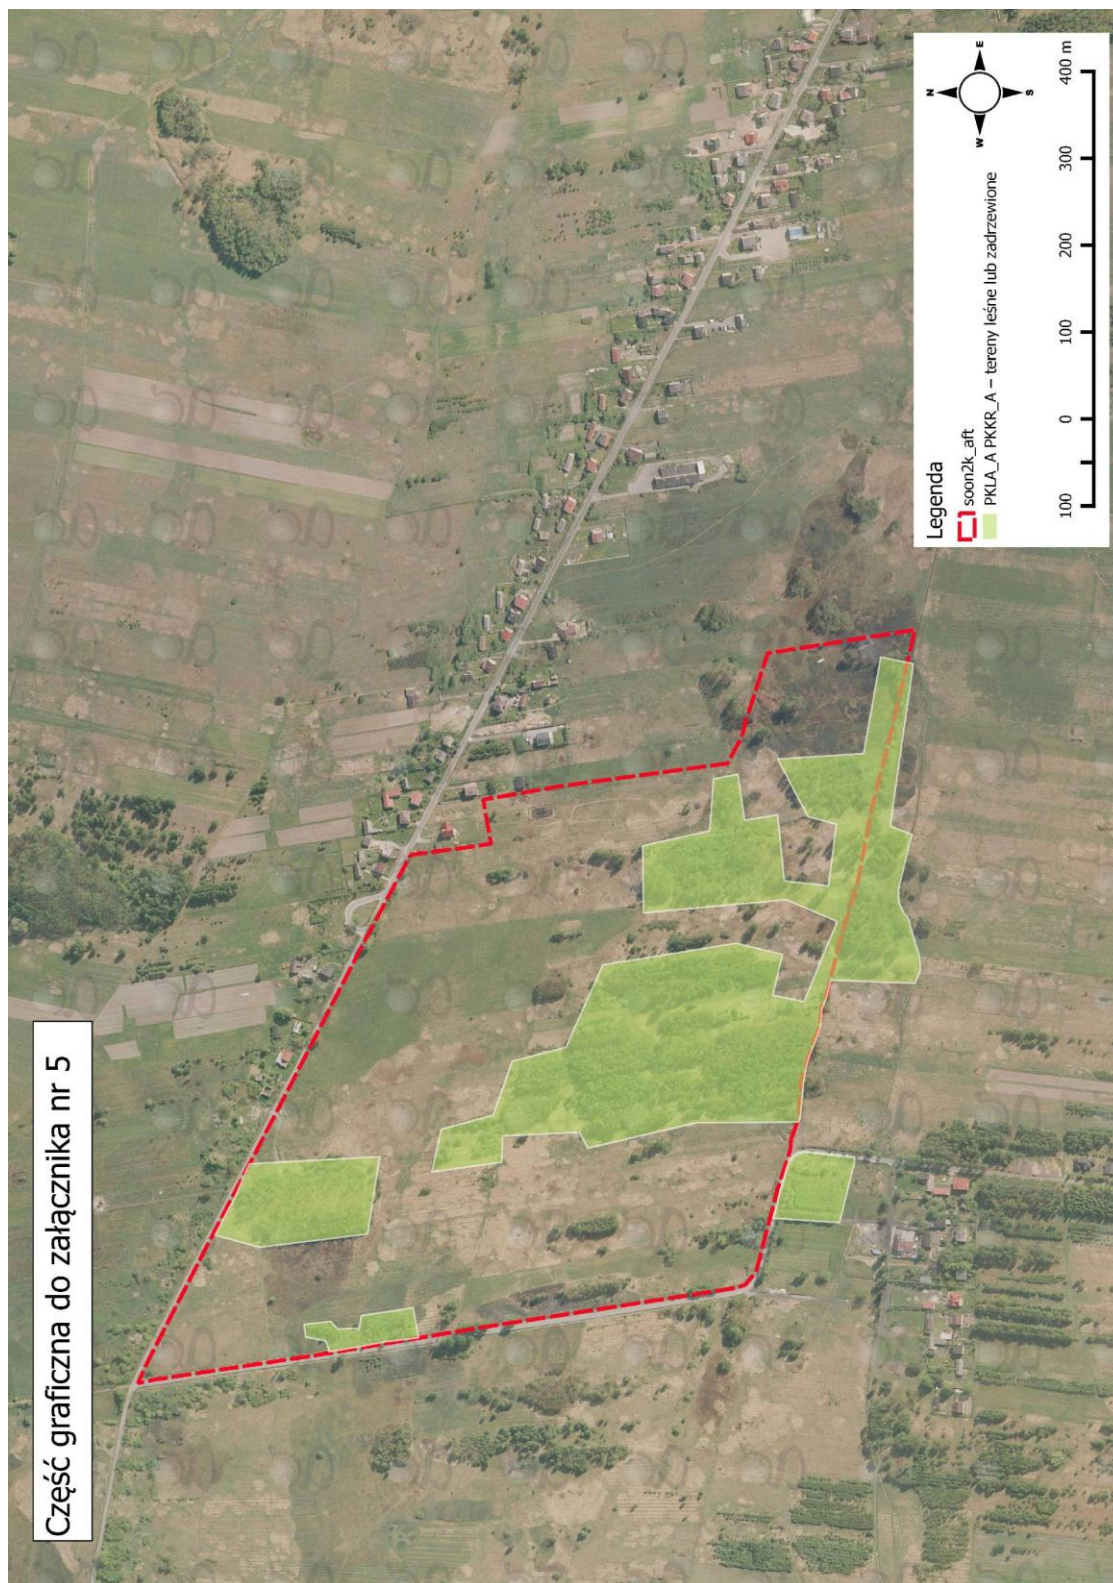 Część graficzna do załącznika nr 5
N
W
E
S
Legenda
soon2k_aft
PKLA_A PKKR_A – tereny leśne lub zadrzewione
100 0 100 200 300 400 m